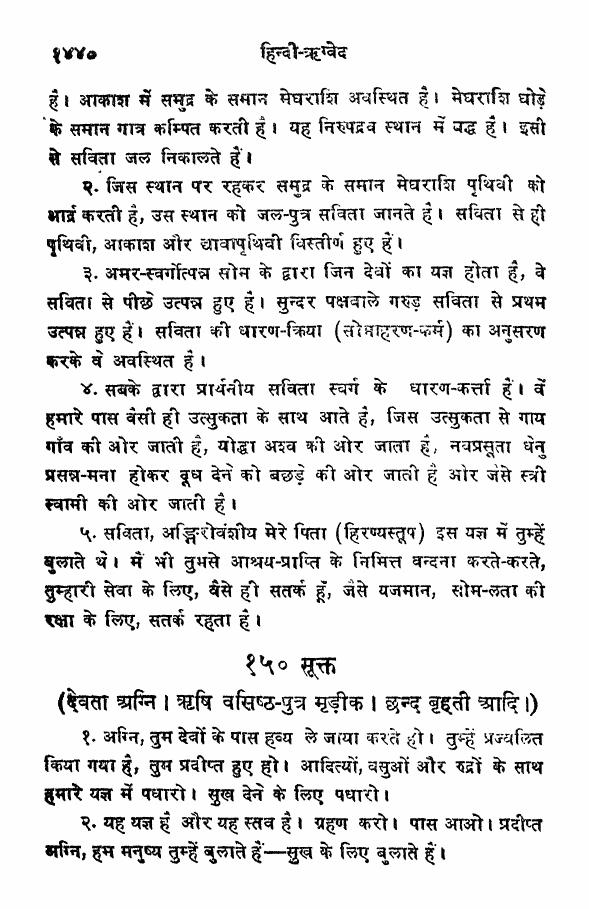 १४४० हिन्दी-ऋग्वेद
है। आकाश में समुद्र के समान मेघराशि अवस्थित है। मेघराशि घोड़े
के समान गात्र कम्पित करती है। यह निरुपद्रव स्थान में बद्ध है। इसी
से सविता जल निकालते हैं।
२. जिस स्थान पर रहकर समुद्र के समान मेघराशि पृथिवी को
आर्द्र करती है, उस स्थान को जल-पुत्र सविता जानते है। सविता से ही
पृथिवी, आकाश और द्यावापृथिवी विस्तीर्ण हुए हैं।
३. अमर-स्वर्गोत्पन्न सोम के द्वारा जिन देवों का यज्ञ होता है, वे
सविता से पीछे उत्पन्न हुए है। सुन्दर पक्षवाले गरुड़ सविता से प्रथम
उत्पन्न हुए हैं। सविता की धारण-क्रिया (सोमाहरण-कर्म) का अनुसरण
करके वे अवस्थित है।
४. सबके द्वारा प्रार्थनीय सविता स्वर्ग के धारण-कर्त्ता हैं। वे
हमारे पास वैसी ही उत्सुकता के साथ आते है, जिस उत्सुकता से गाय
गाँव की ओर जाती है, योद्धा अश्व की ओर जाता है, नवप्रसूता धेनु
प्रसन्न-मना होकर दूध देने को बछड़े की ओर जाती है और जैसे स्त्री
स्वामी की ओर जाती है।
५. सविता, अङ्गिरोवंशीय मेरे पिता (हिरण्यस्तूप) इस यज्ञ में तुम्हें
बुलाते थे। मैं भी तुमसे आश्रय-प्राप्ति के निमित्त वन्दना करते-करते,
तुम्हारी सेवा के लिए, वैसे ही सतर्क हूँ, जैसे यजमान, सोम-लता की
रक्षा के लिए, सतर्क रहता है।
१५० सूक्त
(देवता अग्नि। ऋषि वसिष्ठ-पुत्र मृड़ीक। छन्द बृहती आदि।)
१. अग्नि, तुम देवों के पास हव्य ले जाया करते हो। तुम्हें प्रज्वलित
किया गया है, तुम प्रदीप्त हुए हो। आदित्यों, वसुओं और रुद्रों के साथ
हमारे यज्ञ में पधारो। सुख देने के लिए पधारो।
२. यह यज्ञ है और यह स्तव है। ग्रहण करो। पास आओ। प्रदीप्त
अग्नि, हम मनुष्य तुम्हें बुलाते हैं—सुख के लिए बुलाते हैं।